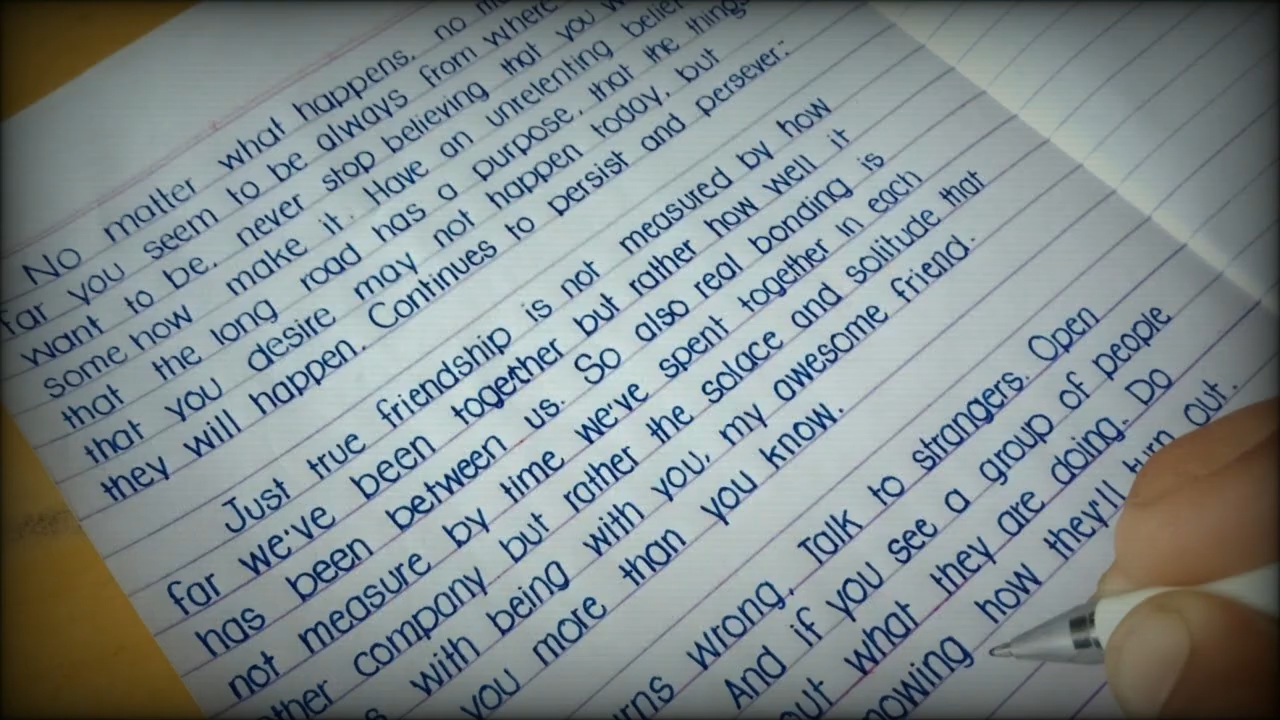 No matter what happens, no
far you seem to be always from where
want to be, never stop believing that you
some how make it. Have an unrelenting
that the long road has a purpose, that the things
that you desire may not happen today, but
they will happen. Continues to persist and persever:
Just true friendship is not measured by how
far we've been together but rather how well it
has been between us. So also real bonding is
not measure by time we've spent together in each
other company but rather the solace and solitude that
with being with you, my awesome friend.
you more than you know.
wrong, Talk to strangers. Open
And if you see a group of people
out what they are doing. Do
how they'll turn out.